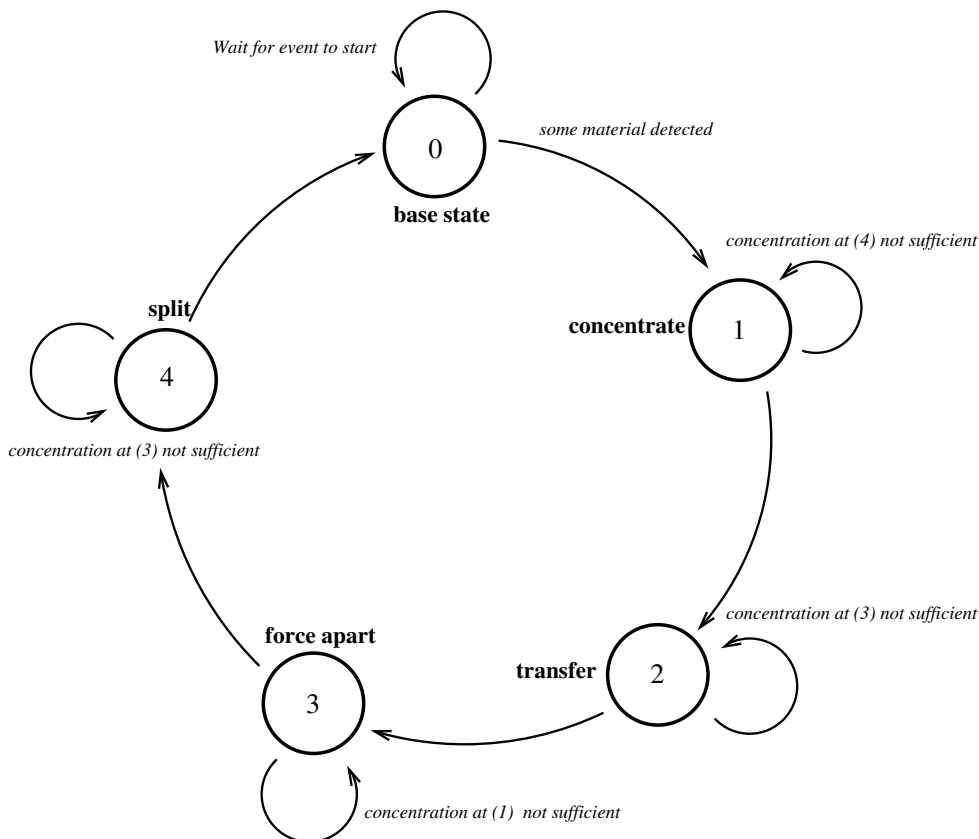 Wait for event to start
0
some material detected
base state
concentration at (4) not sufficient
split
concentrate
1
4
concentration at (3) not sufficient
concentration at (3) not sufficient
force apart
transfer
2
3
concentration at (1) not sufficient